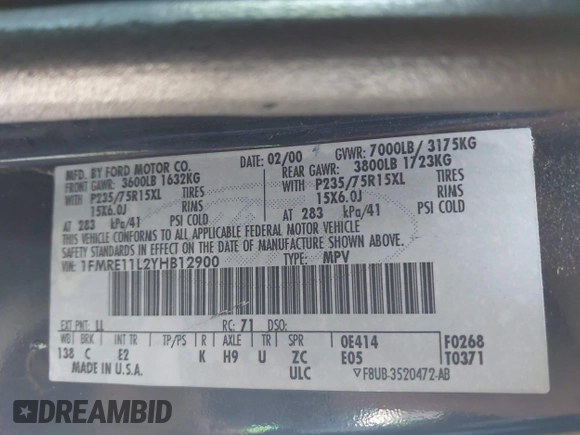 MFD. BY FORD MOTOR CO.
02/00
GVWR: 7000LB/ 3175KG
FRONT GAWR: 3600LB 1632KG
REAR GAWR: 3800LB 1723KG
WITH P235/75R15XL TIRES
WITH P235/75R15XL TIRES
15X6.0J RIMS
15X6.0J RIMS
AT 283 kPa/41 PSI COLD
AT 283 kPa/41 PSI COLD
THIS VEHICLE CONFORMS TO ALL APPLICABLE FEDERAL MOTOR VEHICLE
SAFETY STANDARDS IN EFFECT ON THE DATE OF MANUFACTURE SHOWN ABOVE.
VIN: 1FMRE11L2YHB12900
TYPE: MPV
EXT PNT: LL RC: 71 DSO:
WB BRK INT TR TP/PS R AXLE TR SPR 0E414 F0268
138 C E2 K H9 U ZC E05 T0371
MADE IN U.S.A. ULC ▽F8UB-3520472-AB
DREAMBID